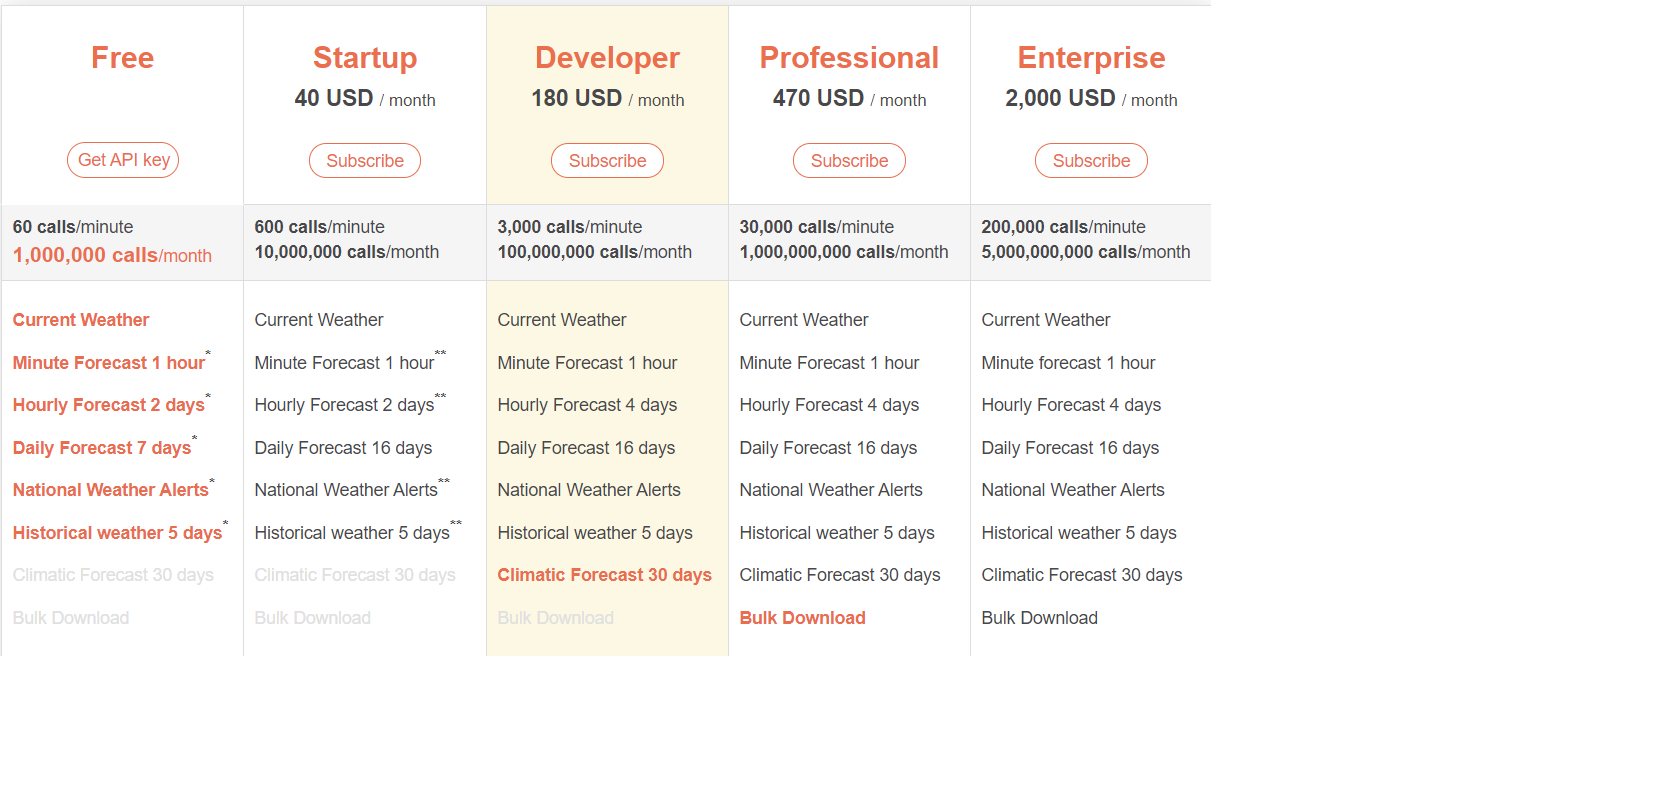 Free
Get API key
60 calls/minute
1,000,000 calls/month
Current Weather
Minute Forecast 1 hour*
Hourly Forecast 2 days*
Daily Forecast 7 days*
National Weather Alerts*
Historical weather 5 days*
Climatic Forecast 30 days
Bulk Download
Startup
40 USD / month
Subscribe
600 calls/minute
10,000,000 calls/month
Current Weather
Minute Forecast 1 hour**
Hourly Forecast 2 days**
Daily Forecast 16 days
National Weather Alerts**
Historical weather 5 days**
Climatic Forecast 30 days
Bulk Download
Developer
180 USD / month
Subscribe
3,000 calls/minute
100,000,000 calls/month
Current Weather
Minute Forecast 1 hour
Hourly Forecast 4 days
Daily Forecast 16 days
National Weather Alerts
Historical weather 5 days
Climatic Forecast 30 days
Bulk Download
Professional
470 USD / month
Subscribe
30,000 calls/minute
1,000,000,000 calls/month
Current Weather
Minute Forecast 1 hour
Hourly Forecast 4 days
Daily Forecast 16 days
National Weather Alerts
Historical weather 5 days
Climatic Forecast 30 days
Bulk Download
Enterprise
2,000 USD / month
Subscribe
200,000 calls/minute
5,000,000,000 calls/month
Current Weather
Minute forecast 1 hour
Hourly Forecast 4 days
Daily Forecast 16 days
National Weather Alerts
Historical weather 5 days
Climatic Forecast 30 days
Bulk Download